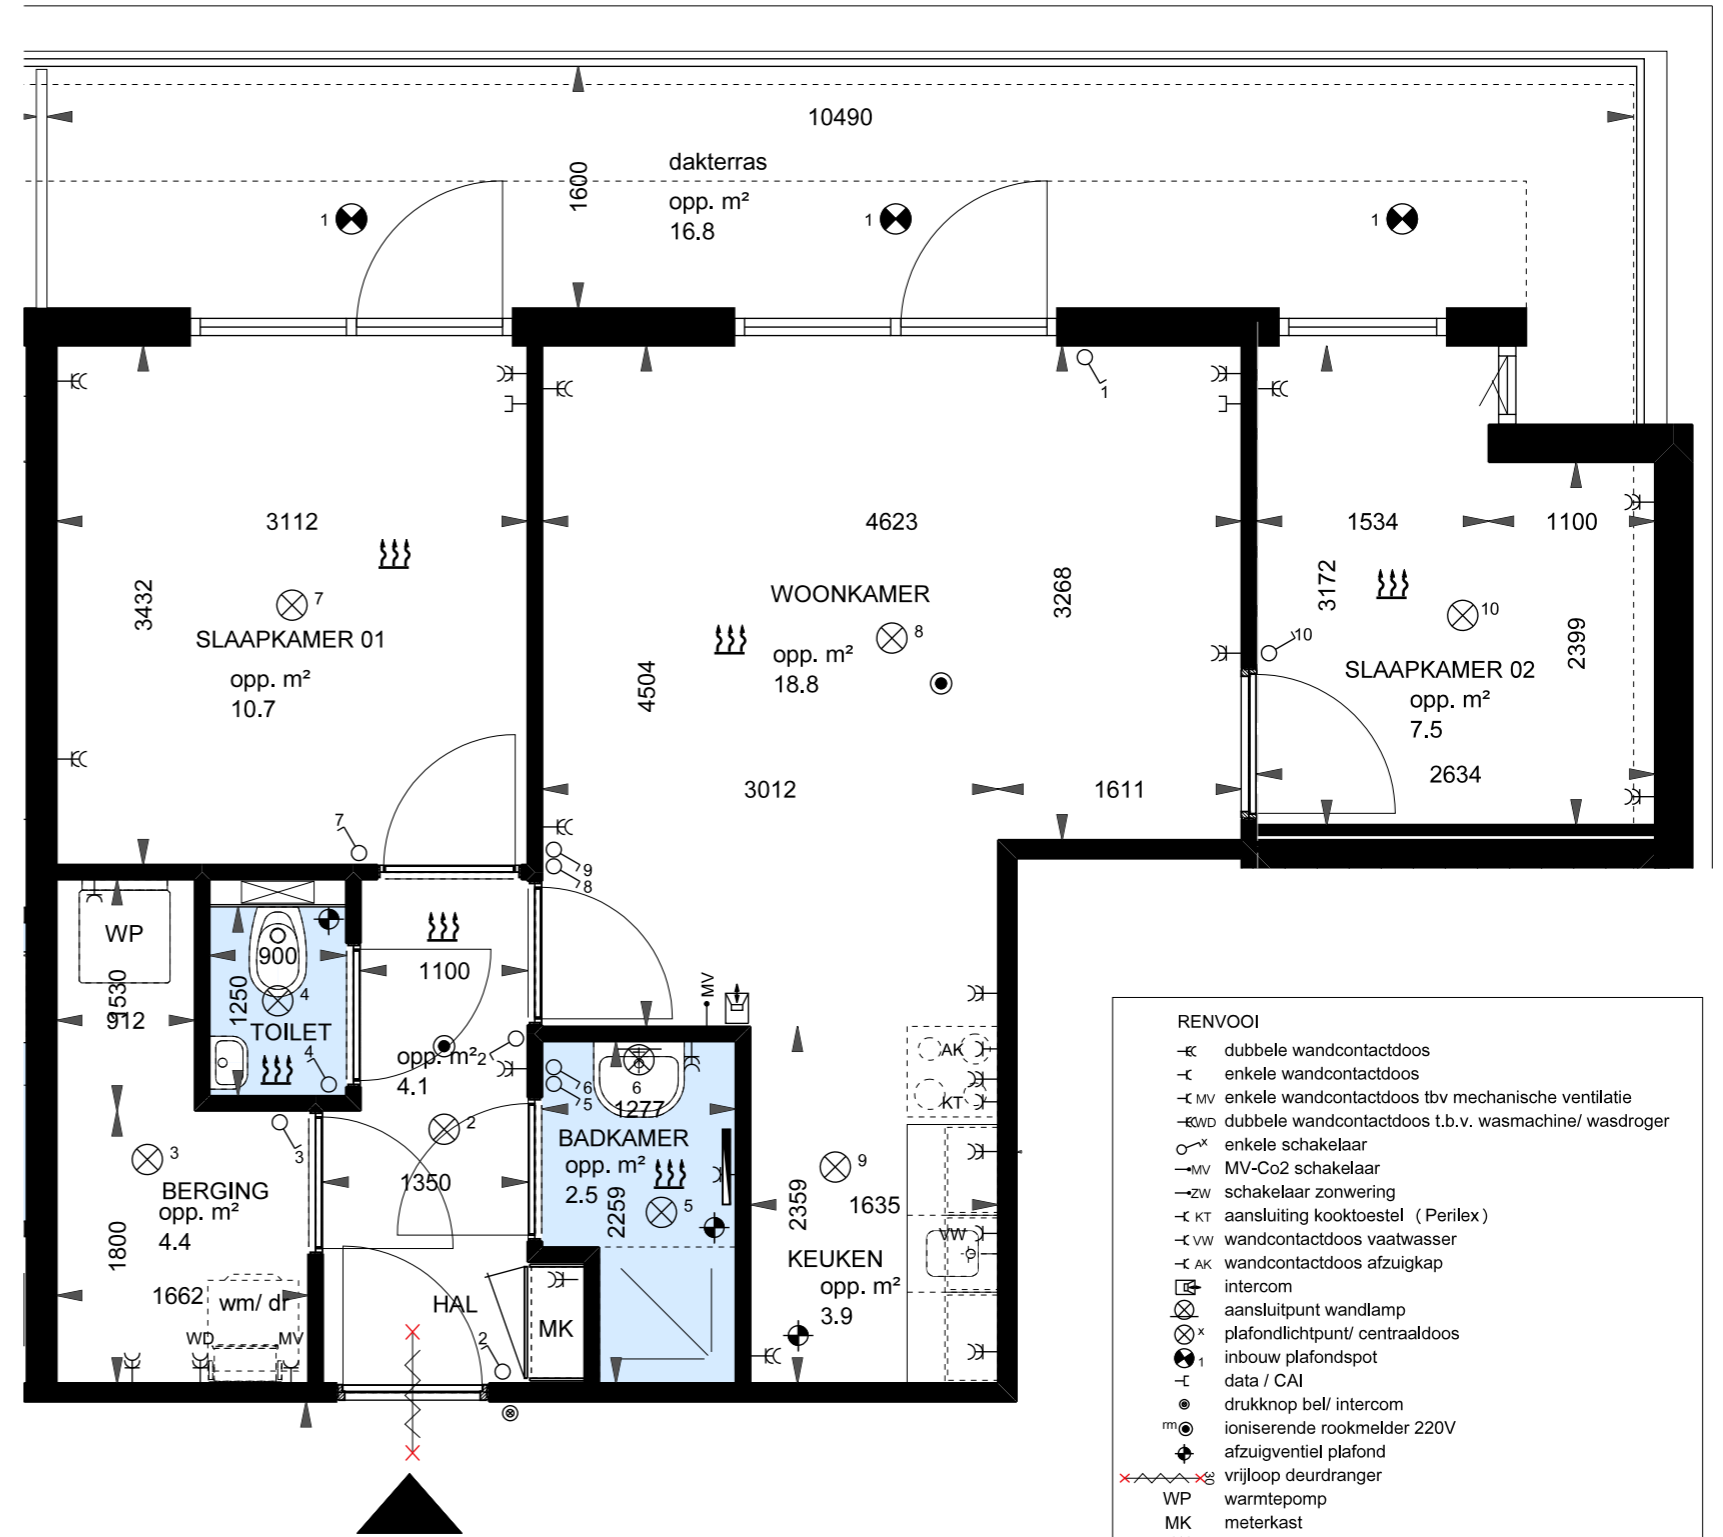 10490
1600
dakterras
opp. m²
16.8
1
1
1
1
3112
4623
1534
1100
3432
3268
3172
2399
4504
7
SLAAPKAMER 01
opp. m²
10.7
WOONKAMER
opp. m²
18.8
8
10
10
SLAAPKAMER 02
opp. m²
7.5
2634
3012
1611
7
9
8
WP
1530
912
900
1250
4
TOILET
4
1100
opp. m²
4.1
2
MV
AK
KT
6
5
6
1277
BADKAMER
opp. m²
2.5
5
2259
3
3
BERGING
opp. m²
4.4
1800
1662
wm/ dr
WD
MV
2
1350
HAL
2
MK
2359
9
1635
VW
KEUKEN
opp. m²
3.9
RENVOOI
dubbele wandcontactdoos
enkele wandcontactdoos
MV enkele wandcontactdoos tbv mechanische ventilatie
WD dubbele wandcontactdoos t.b.v. wasmachine/ wasdroger
x enkele schakelaar
MV MV-Co2 schakelaar
ZW schakelaar zonwering
KT aansluiting kooktoestel ( Perilex )
VW wandcontactdoos vaatwasser
AK wandcontactdoos afzuigkap
intercom
aansluitpunt wandlamp
x plafondlichtpunt/ centraaldoos
1 inbouw plafondspot
data / CAI
drukknop bel/ intercom
rm ioniserende rookmelder 220V
afzuigventiel plafond
30 vrijloop deurdranger
WP warmtepomp
MK meterkast